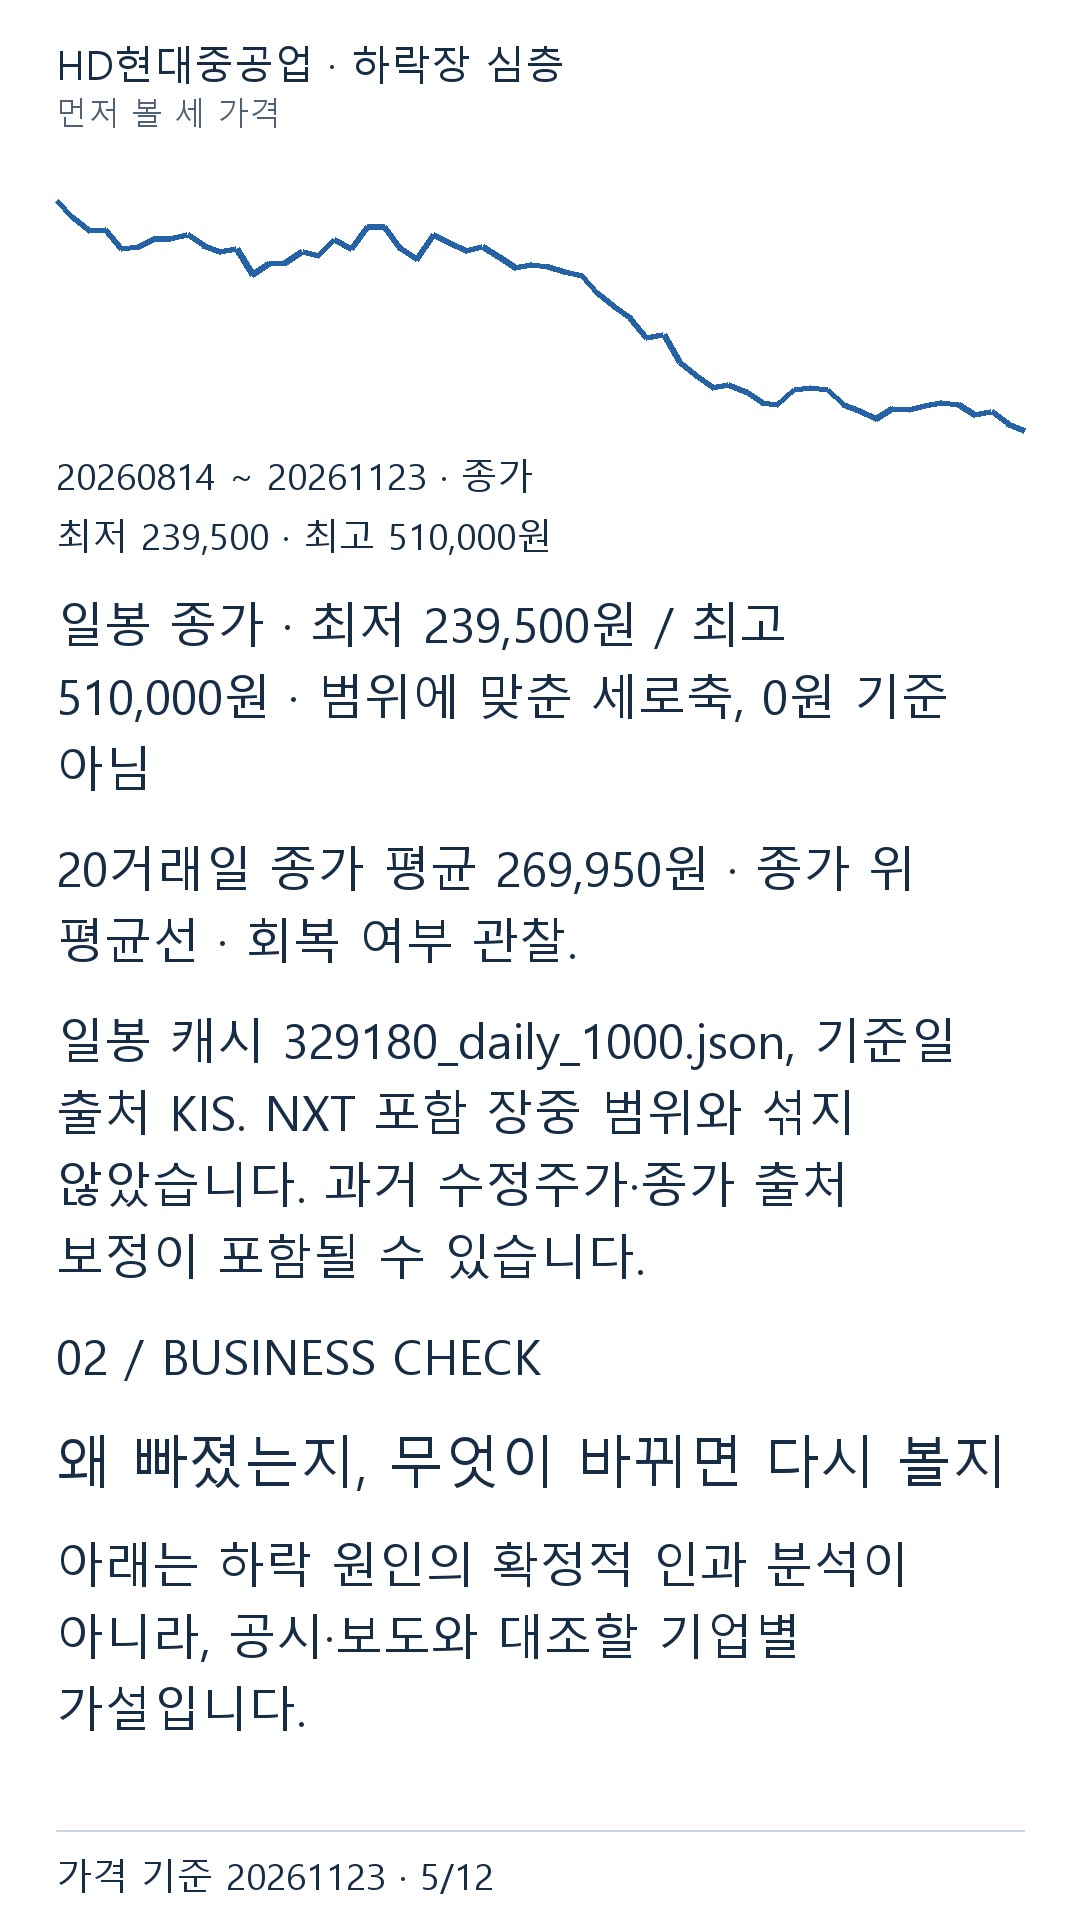 HD현대중공업 · 하락장 심층
먼저 볼 세 가격
20260814 ~ 20261123 · 종가
최저 239,500 · 최고 510,000원
일봉 종가 · 최저 239,500원 / 최고
510,000원 · 범위에 맞춘 세로축, 0원 기준
아님
20거래일 종가 평균 269,950원 · 종가 위
평균선 · 회복 여부 관찰.
일봉 캐시 329180_daily_1000.json, 기준일
출처 KIS. NXT 포함 장중 범위와 섞지
않았습니다. 과거 수정주가·종가 출처
보정이 포함될 수 있습니다.
02 / BUSINESS CHECK
왜 빠졌는지, 무엇이 바뀌면 다시 볼지
아래는 하락 원인의 확정적 인과 분석이
아니라, 공시·보도와 대조할 기업별
가설입니다.
가격 기준 20261123 · 5/12